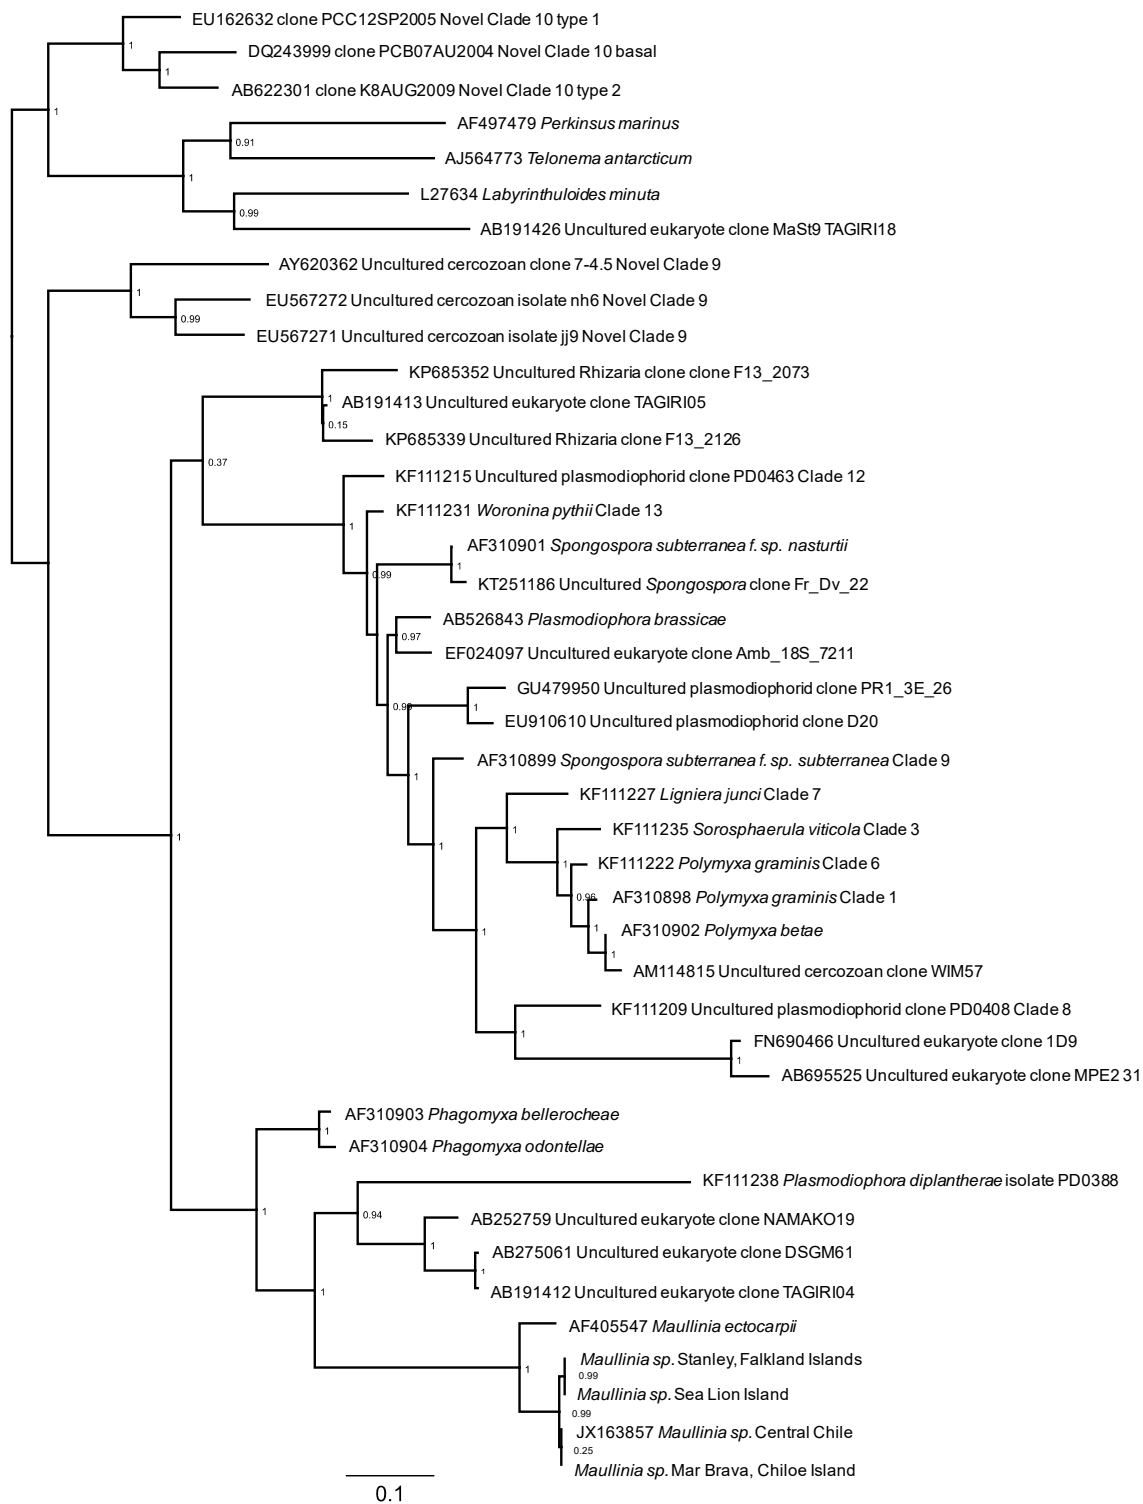 EU162632 clone PCC12SP2005 Novel Clade 10 type 1
1
DQ243999 clone PCB07AU2004 Novel Clade 10 basal
1
AB622301 clone K8AUG2009 Novel Clade 10 type 2
1
AF497479 Perkinsus marinus
0.91
AJ564773 Telonema antarcticum
1
L27634 Labyrinthuloides minuta
0.99
AB191426 Uncultured eukaryote clone MaSt9 TAGIRI18
AY620362 Uncultured cercozoan clone 7-4.5 Novel Clade 9
1
EU567272 Uncultured cercozoan isolate nh6 Novel Clade 9
0.99
EU567271 Uncultured cercozoan isolate jj9 Novel Clade 9
KP685352 Uncultured Rhizaria clone clone F13_2073
1
AB191413 Uncultured eukaryote clone TAGIRI05
0.15
KP685339 Uncultured Rhizaria clone F13_2126
0.37
KF111215 Uncultured plasmodiophorid clone PD0463 Clade 12
KF111231 Woronina pythii Clade 13
1
AF310901 Spongospora subterranea f. sp. nasturtii
1
0.99
KT251186 Uncultured Spongospora clone Fr_Dv_22
AB526843 Plasmodiophora brassicae
0.97
EF024097 Uncultured eukaryote clone Amb_18S_7211
GU479950 Uncultured plasmodiophorid clone PR1_3E_26
0.99
1
EU910610 Uncultured plasmodiophorid clone D20
AF310899 Spongospora subterranea f. sp. subterranea Clade 9
1
KF111227 Ligniera junci Clade 7
1
KF111235 Sorosphaerula viticola Clade 3
1
1
KF111222 Polymyxa graminis Clade 6
1
0.96
AF310898 Polymyxa graminis Clade 1
1
1
AF310902 Polymyxa betae
1
AM114815 Uncultured cercozoan clone WIM57
KF111209 Uncultured plasmodiophorid clone PD0408 Clade 8
1
FN690466 Uncultured eukaryote clone 1D9
1
AB695525 Uncultured eukaryote clone MPE2 31
AF310903 Phagomyxa bellerocheae
1
AF310904 Phagomyxa odontellae
KF111238 Plasmodiophora diplantherae isolate PD0388
1
0.94
AB252759 Uncultured eukaryote clone NAMAKO19
1
AB275061 Uncultured eukaryote clone DSGM61
1
AB191412 Uncultured eukaryote clone TAGIRI04
1
AF405547 Maullinia ectocarpii
1
Maullinia sp. Stanley, Falkland Islands
0.99
Maullinia sp. Sea Lion Island
0.99
JX163857 Maullinia sp. Central Chile
0.25
Maullinia sp. Mar Brava, Chiloe Island
0.1